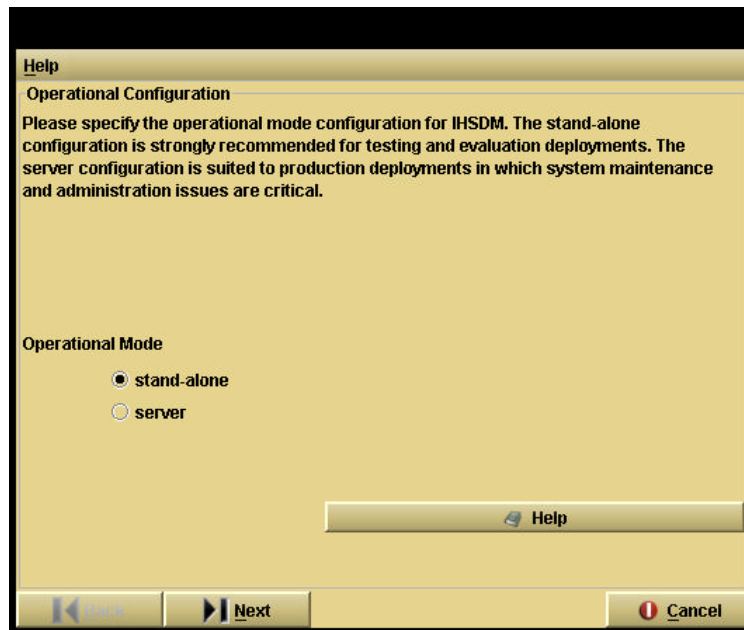 Help
Operational Configuration
Please specify the operational mode configuration for IHSDM. The stand-alone
configuration is strongly recommended for testing and evaluation deployments. The
server configuration is suited to production deployments in which system maintenance
and administration issues are critical.
Operational Mode
stand-alone
server
Help
Back Next Cancel